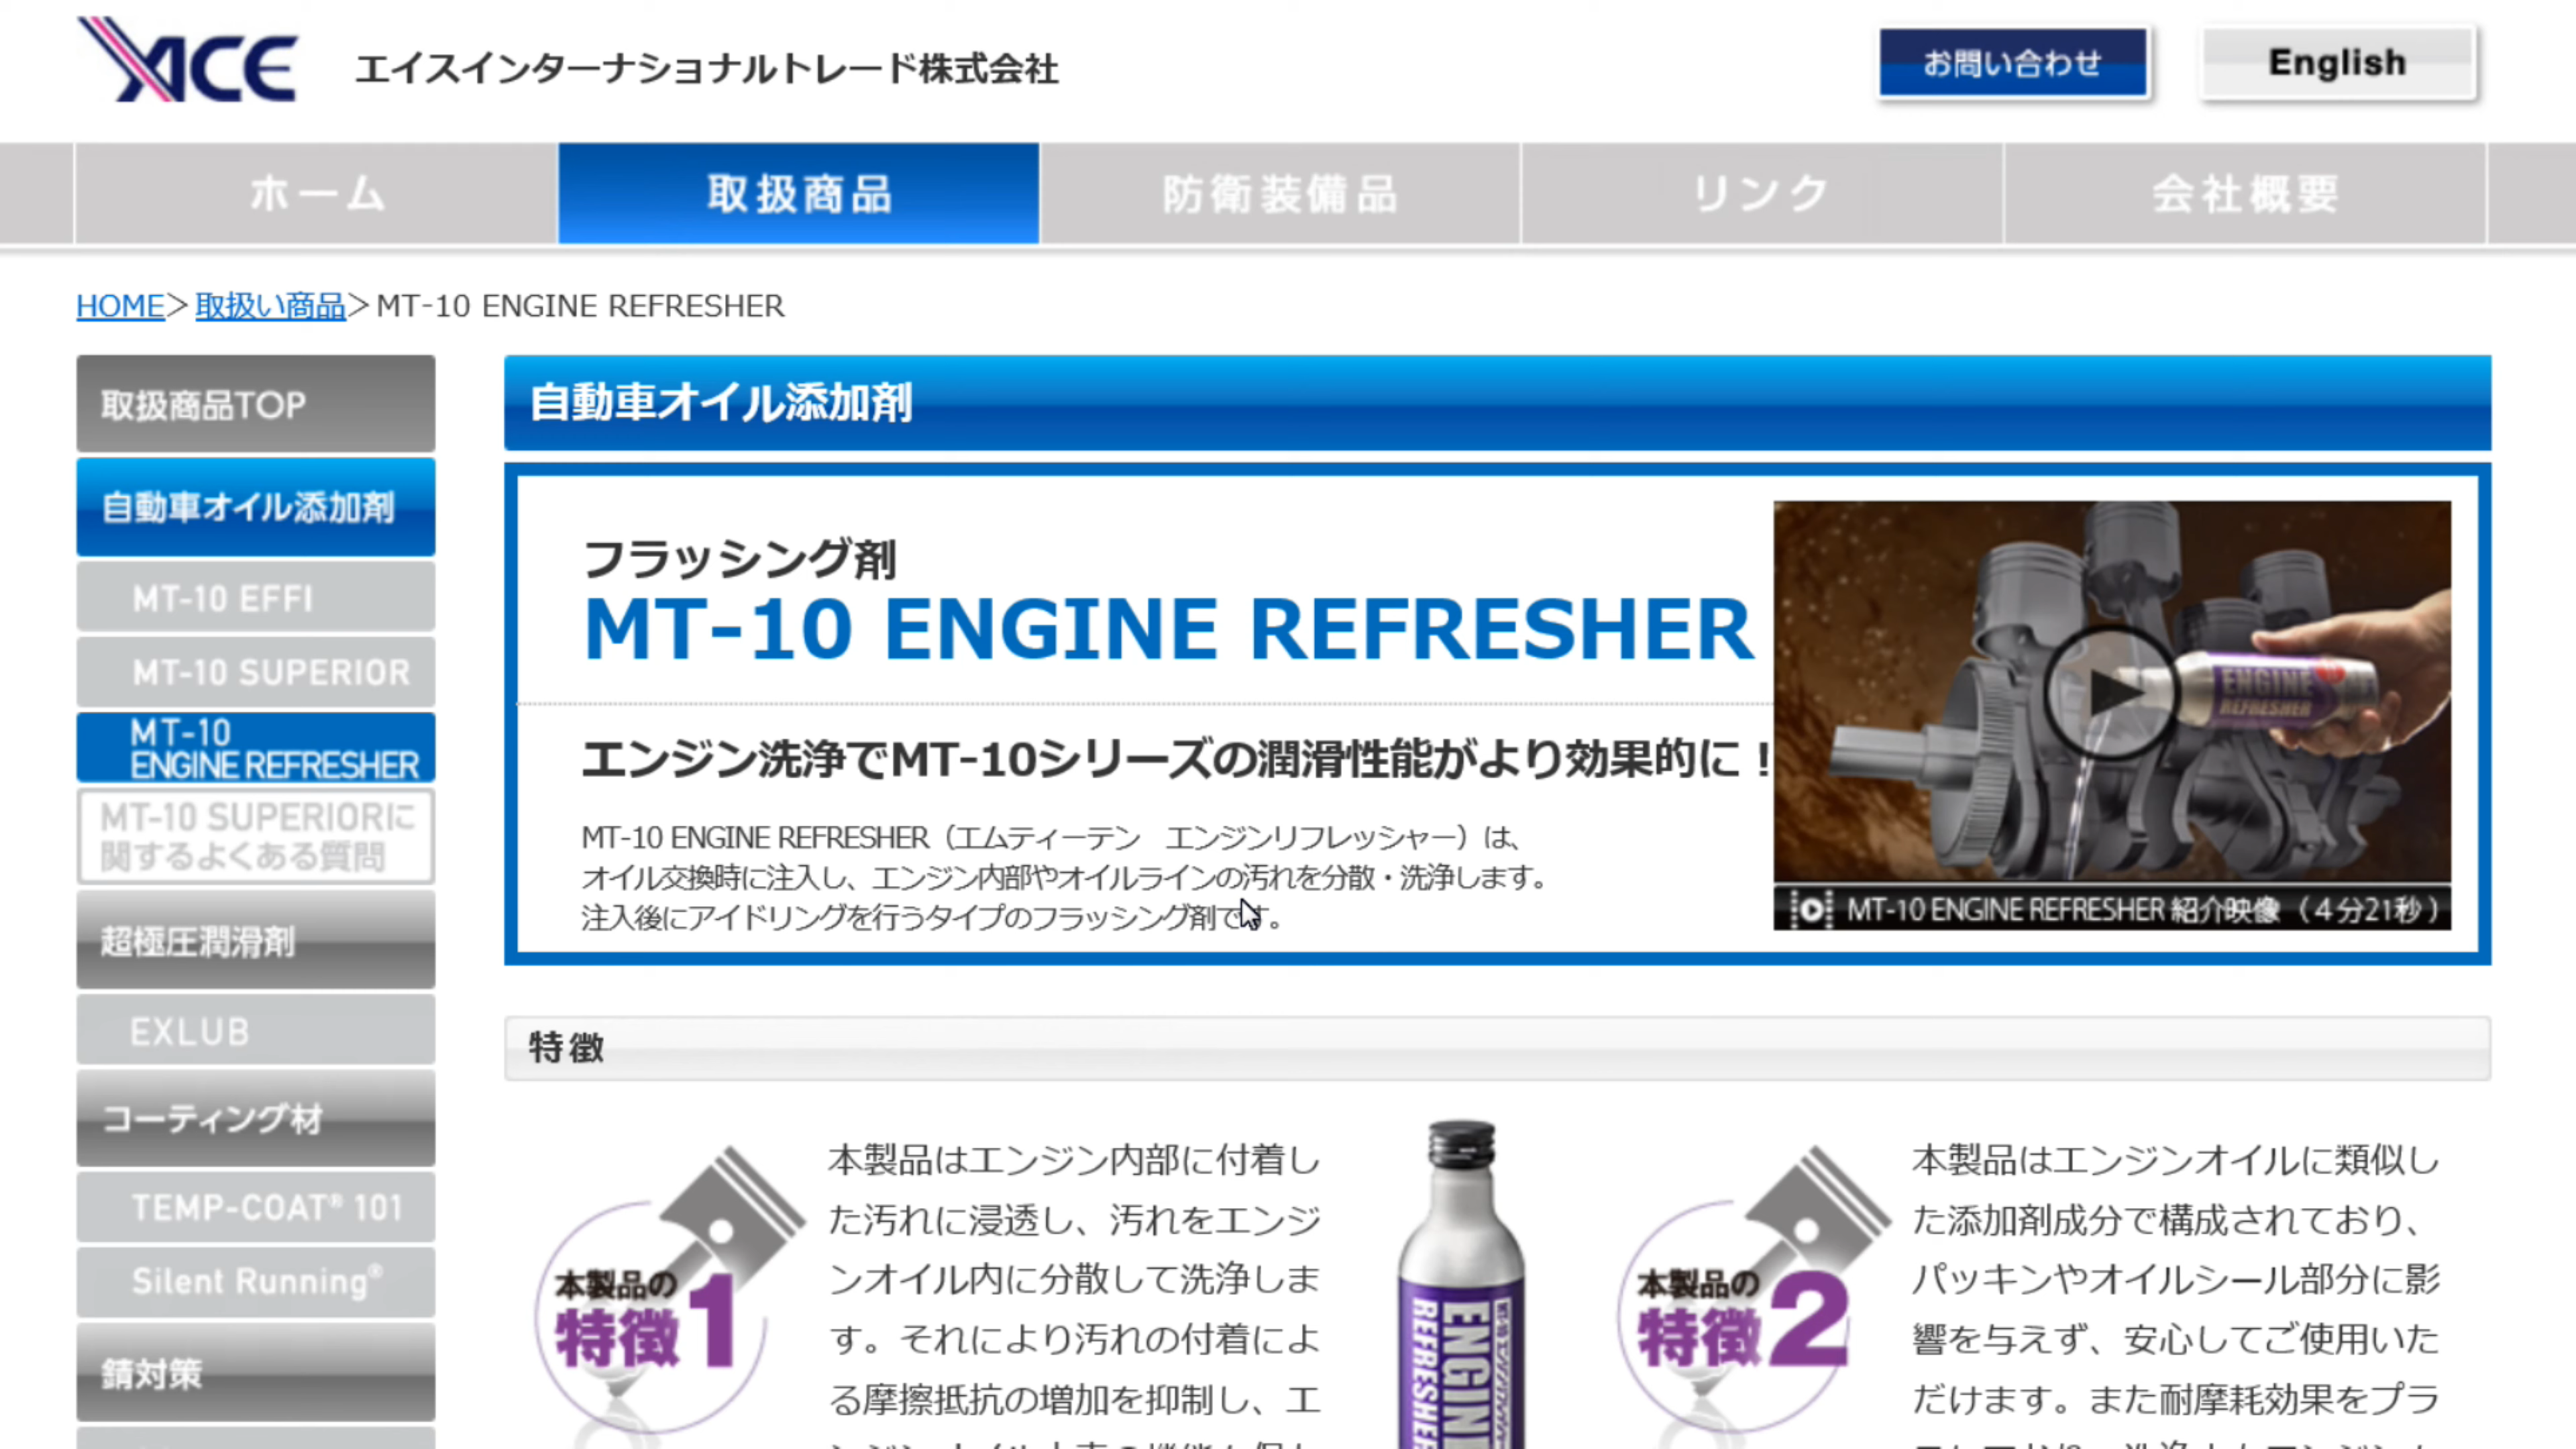 ACE
エイスインターナショナルトレード株式会社
お問い合わせ
English
ホーム
取扱商品
防衛装備品
リンク
会社概要
HOME＞取扱い商品＞MT-10 ENGINE REFRESHER
取扱商品TOP
自動車オイル添加剤
MT-10 EFFI
MT-10 SUPERIOR
MT-10
ENGINE REFRESHER
MT-10 SUPERIORに
関するよくある質問
超極圧潤滑剤
EXLUB
コーティング材
TEMP-COAT® 101
Silent Running®
錆対策
自動車オイル添加剤
フラッシング剤
MT-10 ENGINE REFRESHER
エンジン洗浄でMT-10シリーズの潤滑性能がより効果的に！
MT-10 ENGINE REFRESHER（エムティーテン　エンジンリフレッシャー）は、
オイル交換時に注入し、エンジン内部やオイルラインの汚れを分散・洗浄します。
注入後にアイドリングを行うタイプのフラッシング剤です。
ENGINE
REFRESHER
MT-10 ENGINE REFRESHER 紹介映像（４分21秒）
特徴
本製品の
特徴1
本製品はエンジン内部に付着し
た汚れに浸透し、汚れをエンジ
ンオイル内に分散して洗浄しま
す。それにより汚れの付着によ
る摩擦抵抗の増加を抑制し、エ
本製品の
特徴2
本製品はエンジンオイルに類似し
た添加剤成分で構成されており、
パッキンやオイルシール部分に影
響を与えず、安心してご使用いた
だけます。また耐摩耗効果をプラ